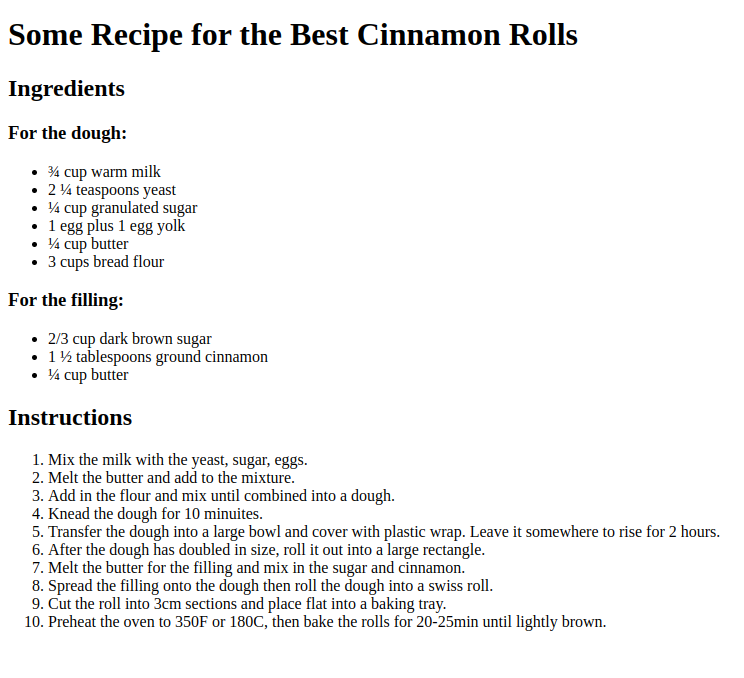 Some Recipe for the Best Cinnamon Rolls
Ingredients
For the dough:
• ¾ cup warm milk
• 2 ¼ teaspoons yeast
• ¼ cup granulated sugar
• 1 egg plus 1 egg yolk
• ¼ cup butter
• 3 cups bread flour
For the filling:
• 2/3 cup dark brown sugar
• 1 ½ tablespoons ground cinnamon
• ¼ cup butter
Instructions
1. Mix the milk with the yeast, sugar, eggs.
2. Melt the butter and add to the mixture.
3. Add in the flour and mix until combined into a dough.
4. Knead the dough for 10 minuites.
5. Transfer the dough into a large bowl and cover with plastic wrap. Leave it somewhere to rise for 2 hours.
6. After the dough has doubled in size, roll it out into a large rectangle.
7. Melt the butter for the filling and mix in the sugar and cinnamon.
8. Spread the filling onto the dough then roll the dough into a swiss roll.
9. Cut the roll into 3cm sections and place flat into a baking tray.
10. Preheat the oven to 350F or 180C, then bake the rolls for 20-25min until lightly brown.